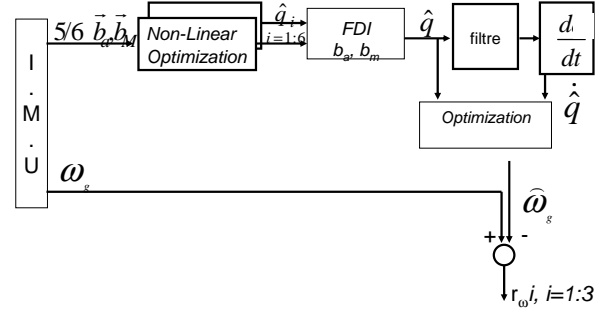 I
.
M
.
U
5/6 b⃗a, b⃗M
Non-Linear
Optimization
q̂ i
i=1:6
FDI
ba, bm
q̂
filtre
d
dt
Optimization
q̂̇
ωg
ω̂g
+ -
rωi, i=1:3